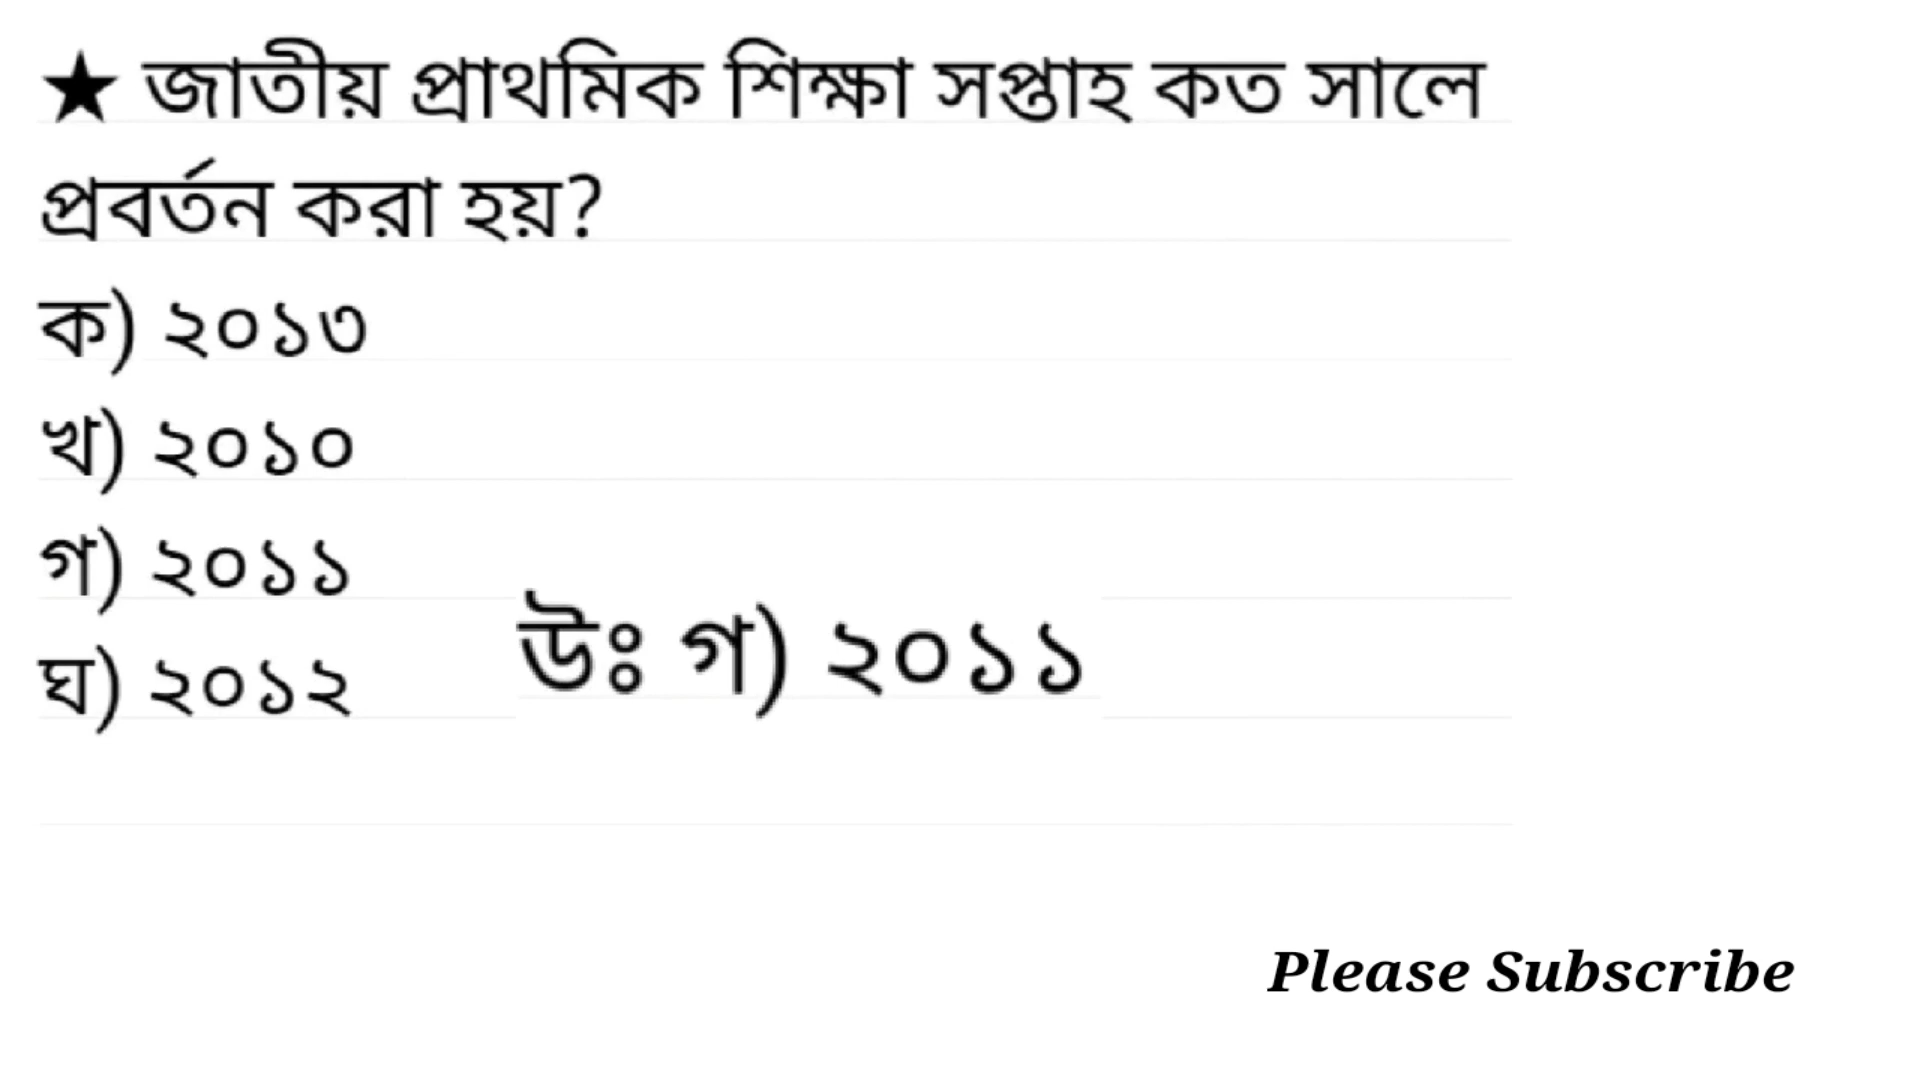 ★ জাতীয় প্রাথমিক শিক্ষা সপ্তাহ কত সালে
প্রবর্তন করা হয়?
ক) ২০১৩
খ) ২০১০
গ) ২০১১
ঘ) ২০১২
উঃ গ) ২০১১
Please Subscribe